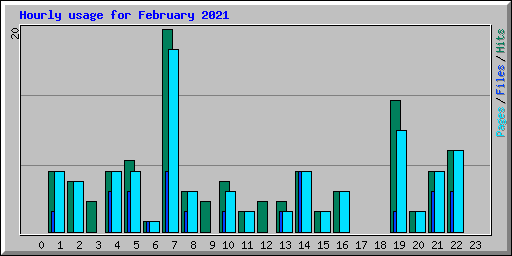 Hourly usage for February 2021
20
Pages/Files/Hits
0 1 2 3 4 5 6 7 8 9 10 11 12 13 14 15 16 17 18 19 20 21 22 23